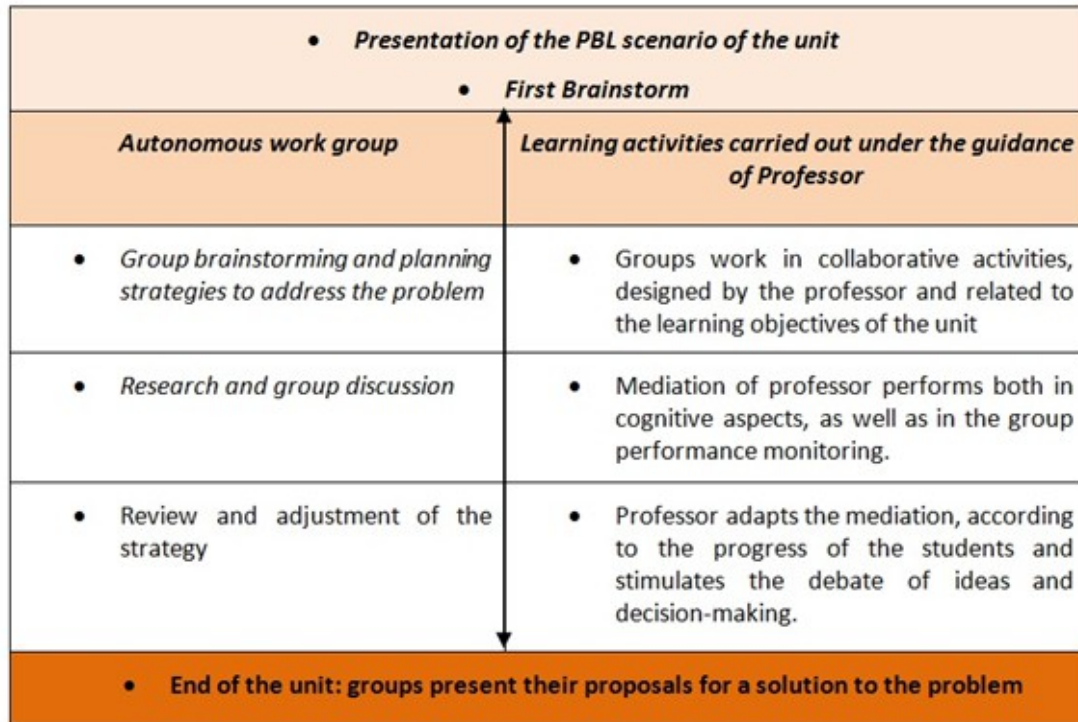 • Presentation of the PBL scenario of the unit
• First Brainstorm
Autonomous work group
Learning activities carried out under the guidance
of Professor
• Group brainstorming and planning
strategies to address the problem
• Groups work in collaborative activities,
designed by the professor and related to
the learning objectives of the unit
• Research and group discussion
• Mediation of professor performs both in
cognitive aspects, as well as in the group
performance monitoring.
• Review and adjustment of the
strategy
• Professor adapts the mediation, according
to the progress of the students and
stimulates the debate of ideas and
decision-making.
• End of the unit: groups present their proposals for a solution to the problem